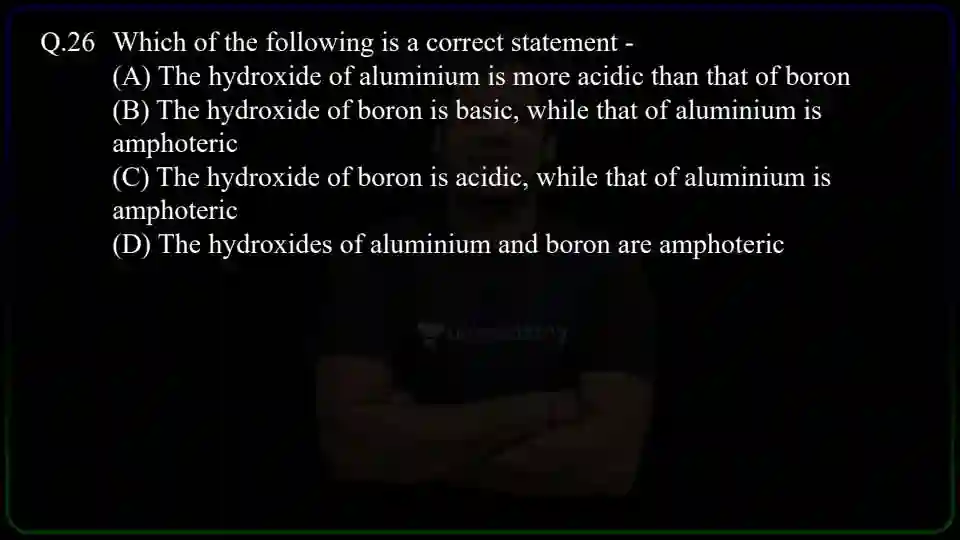 Q.26 Which of the following is a correct statement -
(A) The hydroxide of aluminium is more acidic than that of boron
(B) The hydroxide of boron is basic, while that of aluminium is
amphoteric
(C) The hydroxide of boron is acidic, while that of aluminium is
amphoteric
(D) The hydroxides of aluminium and boron are amphoteric